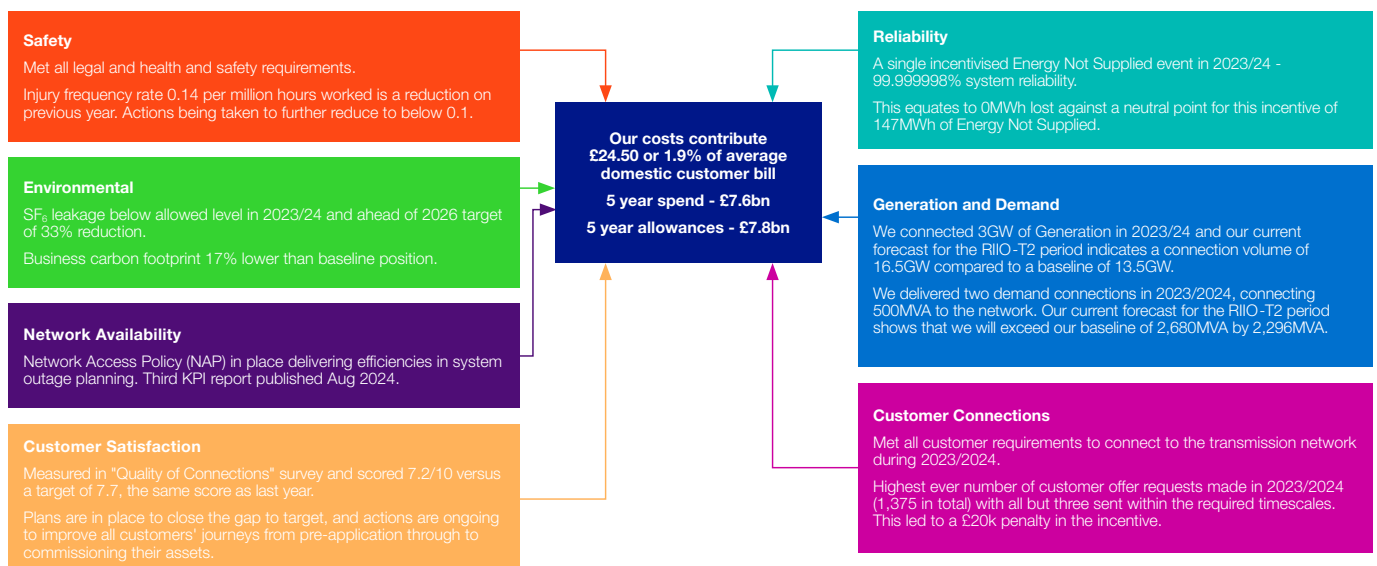 Safety
Met all legal and health and safety requirements.
Injury frequency rate 0.14 per million hours worked is a reduction on
previous year. Actions being taken to further reduce to below 0.1.
Environmental
SF₆ leakage below allowed level in 2023/24 and ahead of 2026 target
of 33% reduction.
Business carbon footprint 17% lower than baseline position.
Network Availability
Network Access Policy (NAP) in place delivering efficiencies in system
outage planning. Third KPI report published Aug 2024.
Customer Satisfaction
Measured in "Quality of Connections" survey and scored 7.2/10 versus
a target of 7.7, the same score as last year.
Plans are in place to close the gap to target, and actions are ongoing
to improve all customers' journeys from pre-application through to
commissioning their assets.
Our costs contribute
£24.50 or 1.9% of average
domestic customer bill
5 year spend - £7.6bn
5 year allowances - £7.8bn
Reliability
A single incentivised Energy Not Supplied event in 2023/24 -
99.999998% system reliability.
This equates to 0MWh lost against a neutral point for this incentive of
147MWh of Energy Not Supplied.
Generation and Demand
We connected 3GW of Generation in 2023/24 and our current
forecast for the RIIO-T2 period indicates a connection volume of
16.5GW compared to a baseline of 13.5GW.
We delivered two demand connections in 2023/2024, connecting
500MVA to the network. Our current forecast for the RIIO-T2 period
shows that we will exceed our baseline of 2,680MVA by 2,296MVA.
Customer Connections
Met all customer requirements to connect to the transmission network
during 2023/2024.
Highest ever number of customer offer requests made in 2023/2024
(1,375 in total) with all but three sent within the required timescales.
This led to a £20k penalty in the incentive.